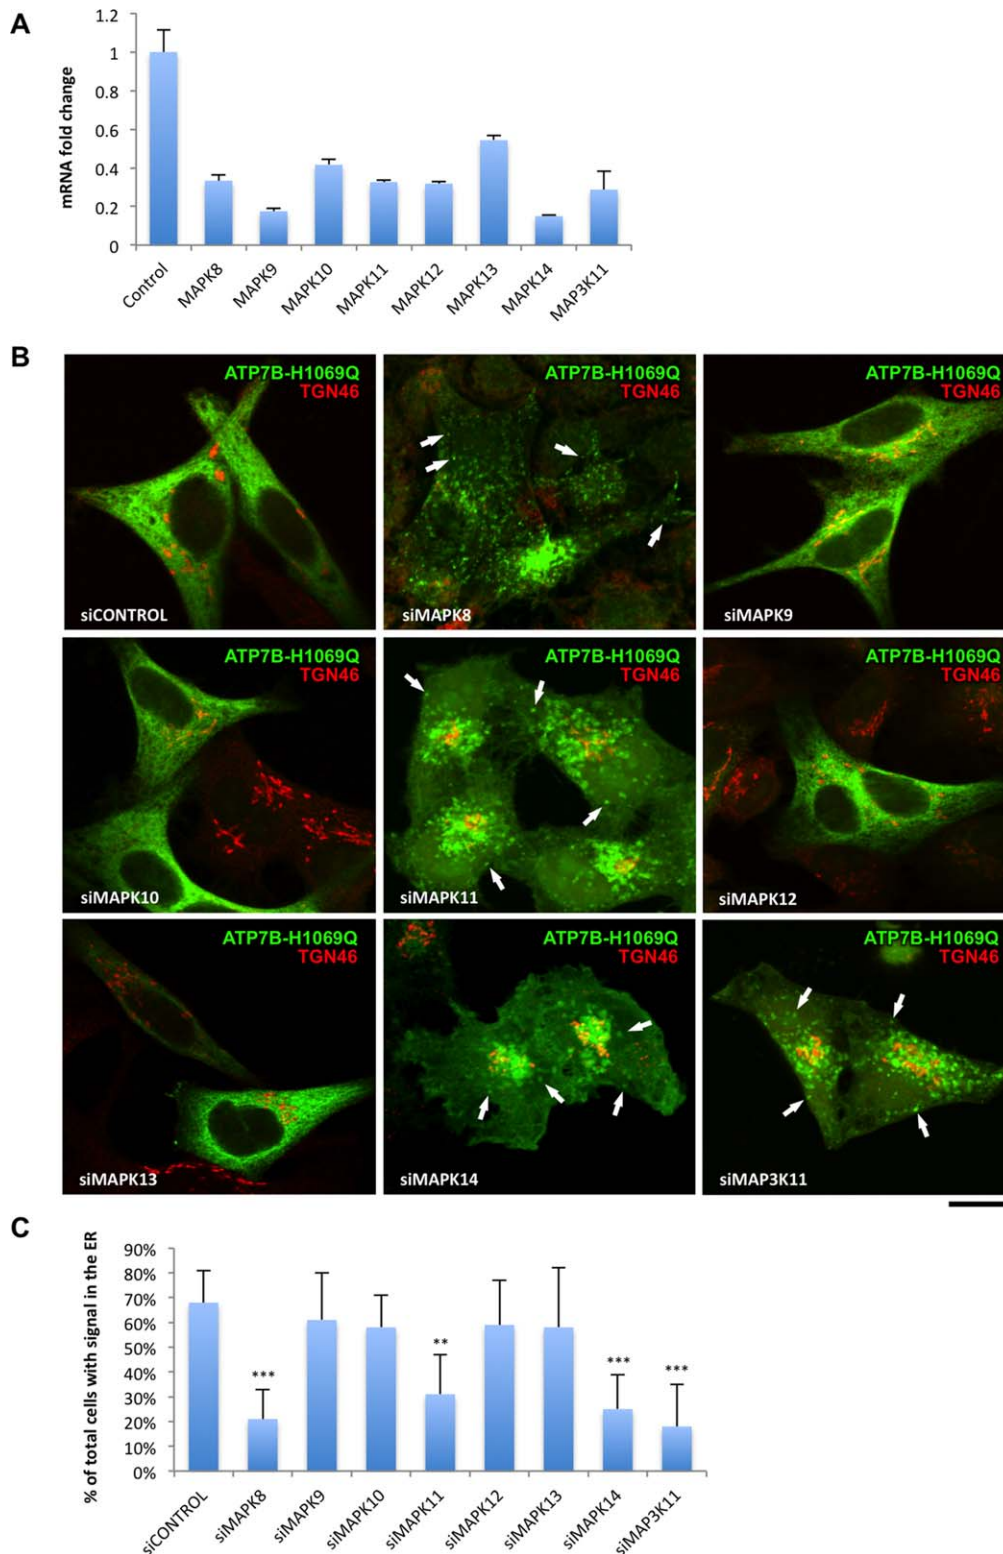 A
mRNA fold change
1.2
1
0.8
0.6
0.4
0.2
0
Control
MAPK8
MAPK9
MAPK10
MAPK11
MAPK12
MAPK13
MAPK14
MAP3K11
B
ATP7B-H1069Q
TGN46
siCONTROL
ATP7B-H1069Q
TGN46
siMAPK8
ATP7B-H1069Q
TGN46
siMAPK9
ATP7B-H1069Q
TGN46
siMAPK10
ATP7B-H1069Q
TGN46
siMAPK11
ATP7B-H1069Q
TGN46
siMAPK12
ATP7B-H1069Q
TGN46
siMAPK13
ATP7B-H1069Q
TGN46
siMAPK14
ATP7B-H1069Q
TGN46
siMAP3K11
C
% of total cells with signal in the ER
90%
80%
70%
60%
50%
40%
30%
20%
10%
0%
***
**
***
***
siCONTROL
siMAPK8
siMAPK9
siMAPK10
siMAPK11
siMAPK12
siMAPK13
siMAPK14
siMAP3K11